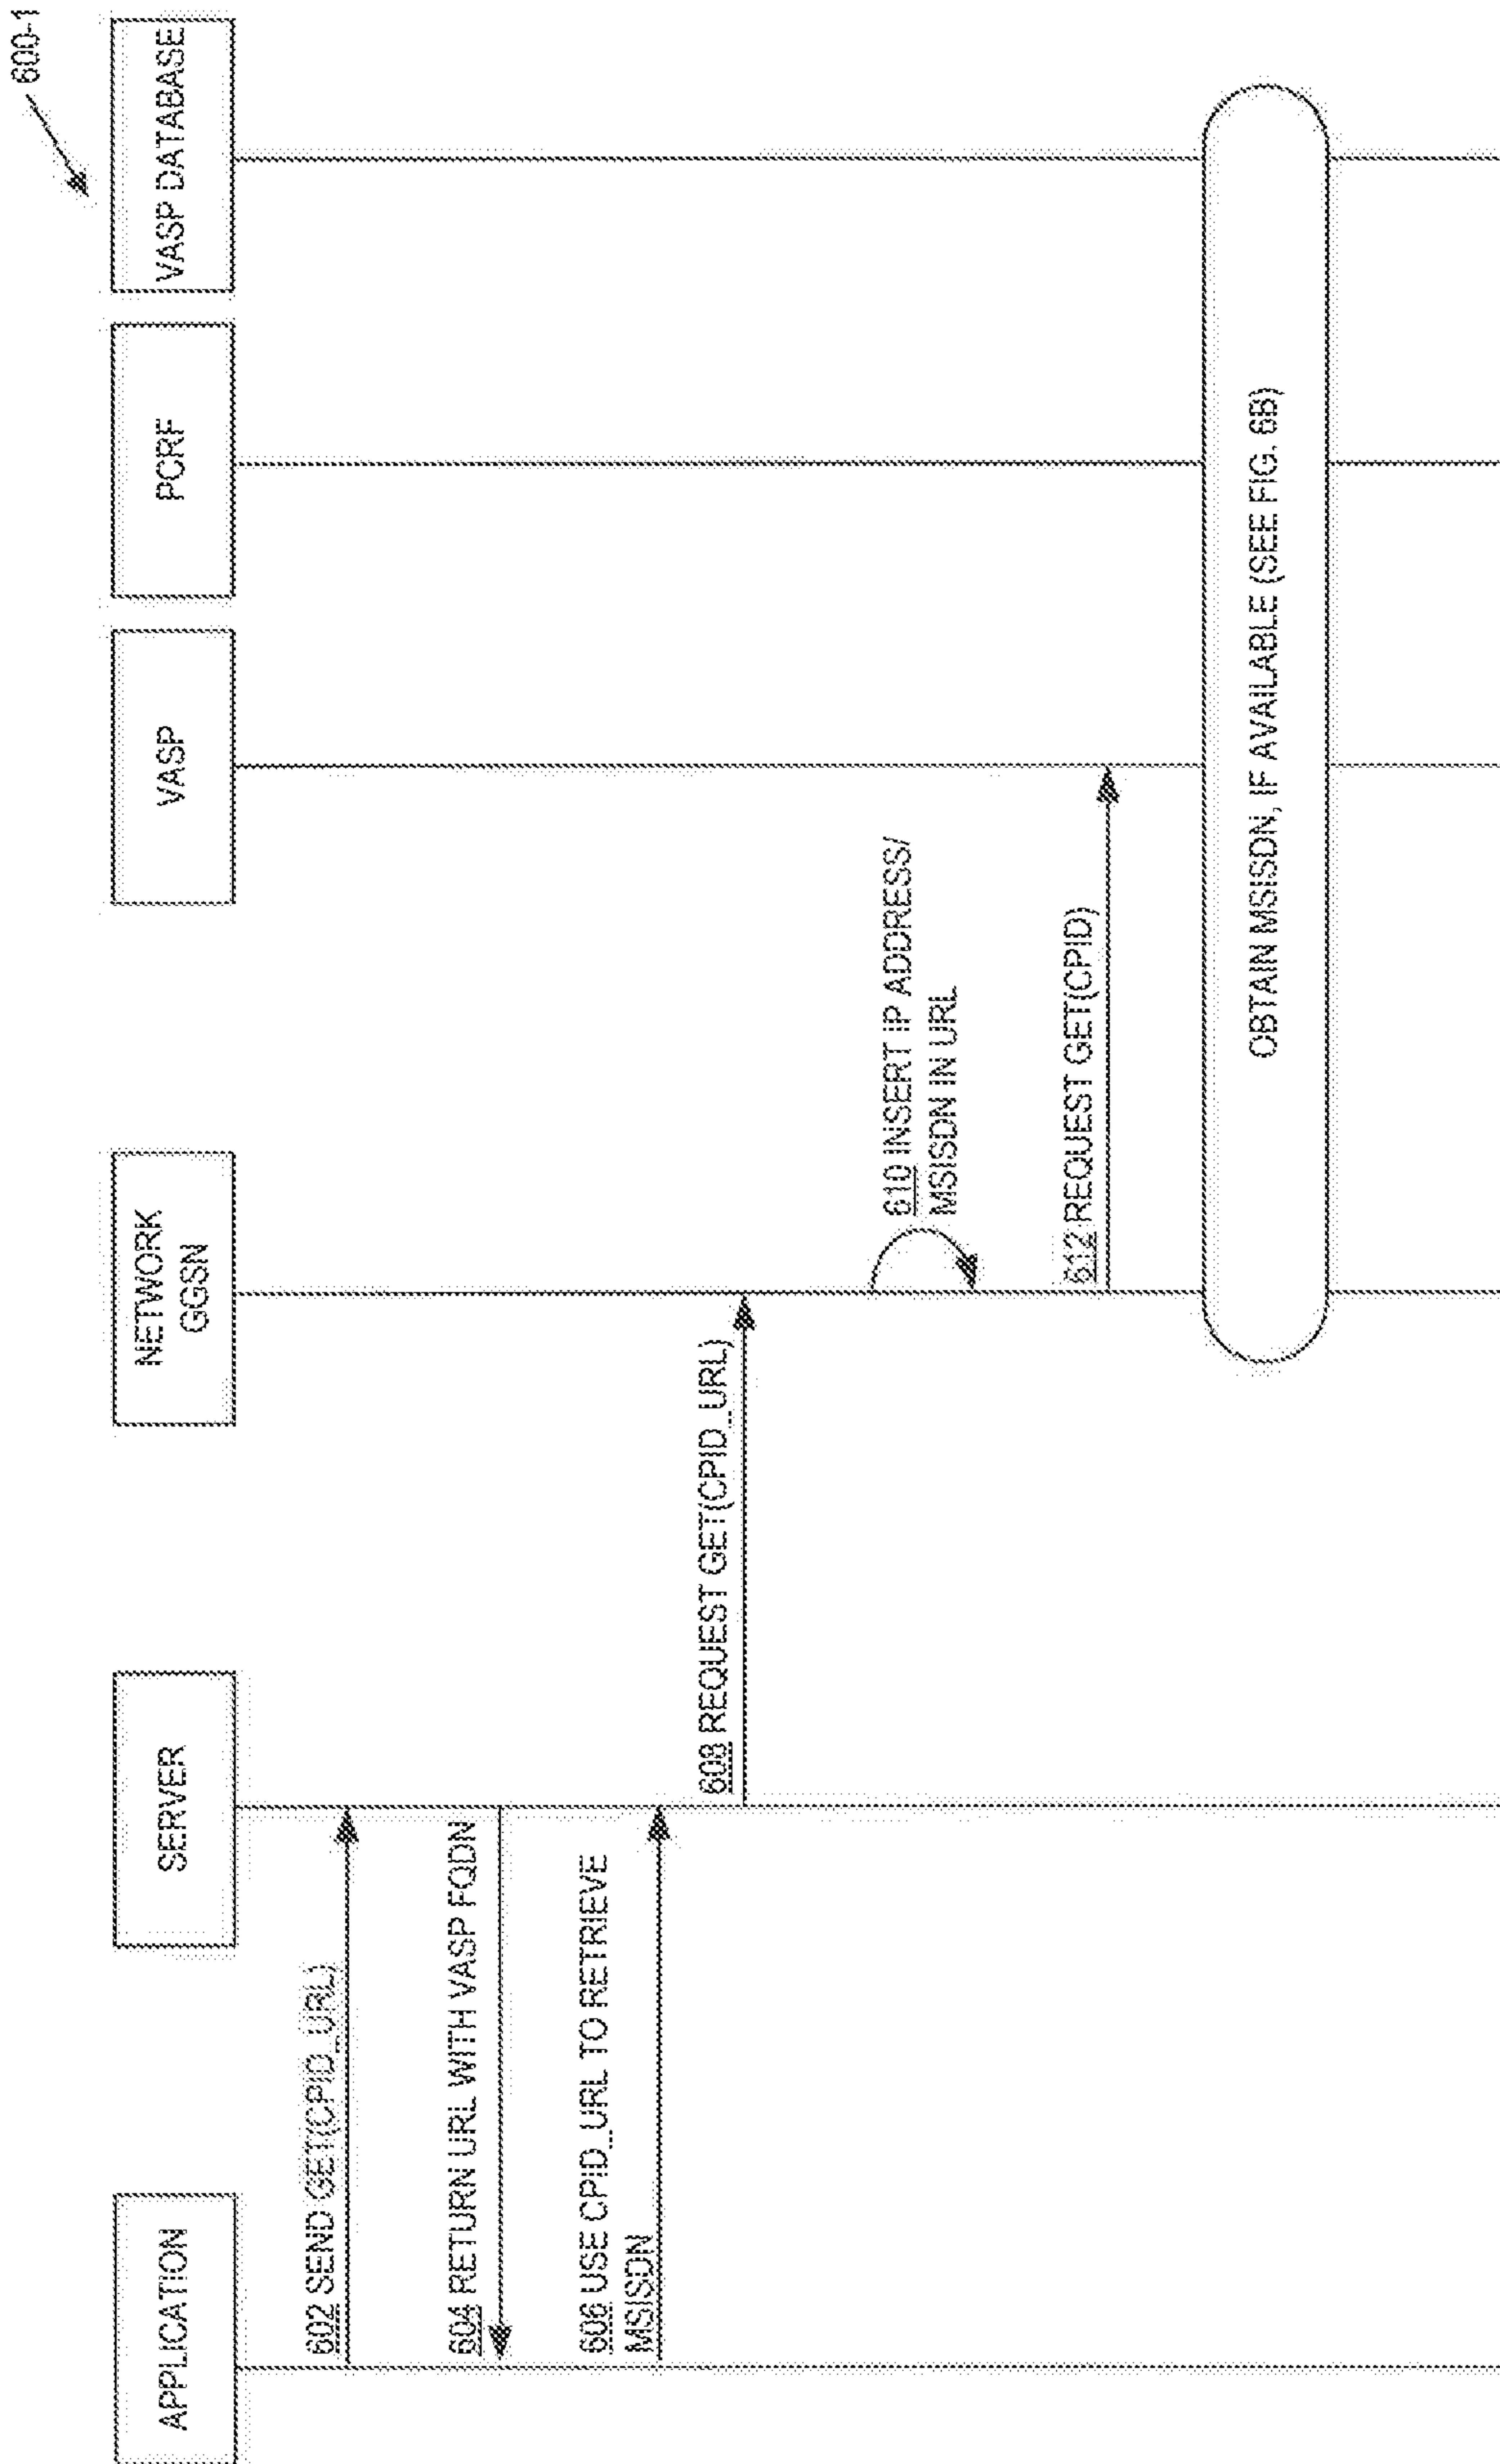 600-1
APPLICATION
SERVER
NETWORK
GGSN
VASP
PCRF
VASP DATABASE
602 SEND GET(CPID_URL)
604 RETURN URL WITH VASP FQDN
606 USE CPID_URL TO RETRIEVE
MSISDN
608 REQUEST GET(CPID_URL)
610 INSERT IP ADDRESS/
MSISDN IN URL
612 REQUEST GET(CPID)
OBTAIN MSISDN, IF AVAILABLE (SEE FIG. 6B)